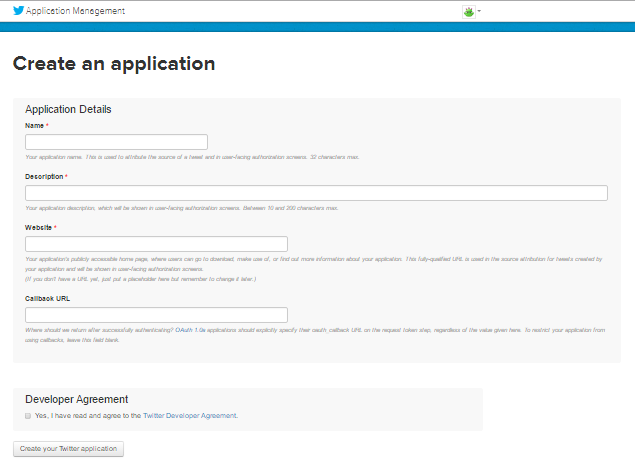 Application Management
Create an application
Application Details
Name *
Your application name. This is used to attribute the source of a tweet and in user-facing authorization screens. 32 characters max.
Description *
Your application description, which will be shown in user-facing authorization screens. Between 10 and 200 characters max.
Website *
Your application's publicly accessible home page, where users can go to download, make use of, or find out more information about your application. This fully-qualified URL is used in the source attribution for tweets created by
your application and will be shown in user-facing authorization screens.
(If you don't have a URL yet, just put a placeholder here but remember to change it later.)
Callback URL
Where should we return after successfully authenticating? OAuth 1.0a applications should explicitly specify their oauth_callback URL on the request token step, regardless of the value given here. To restrict your application from
using callbacks, leave this field blank.
Developer Agreement
Yes, I have read and agree to the Twitter Developer Agreement.
Create your Twitter application